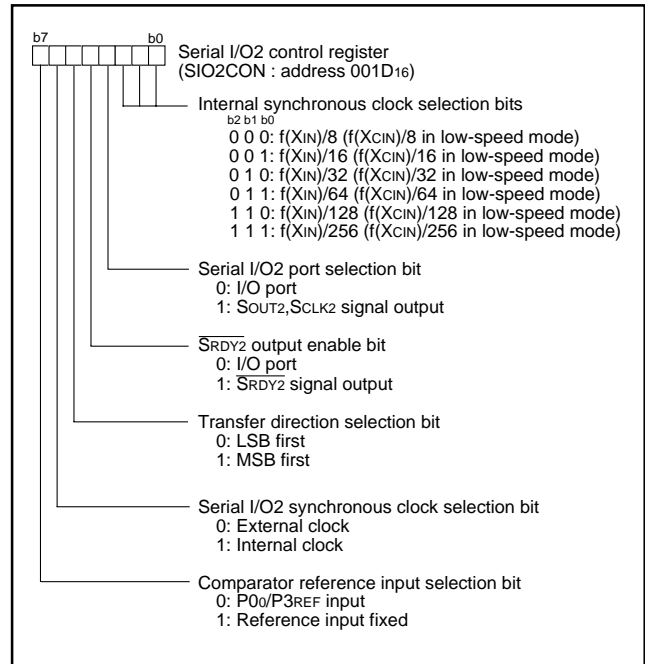 b7 b0
Serial I/O2 control register
(SIO2CON : address 001D16)
Internal synchronous clock selection bits
b2 b1 b0
0 0 0: f(XIN)/8 (f(XCIN)/8 in low-speed mode)
0 0 1: f(XIN)/16 (f(XCIN)/16 in low-speed mode)
0 1 0: f(XIN)/32 (f(XCIN)/32 in low-speed mode)
0 1 1: f(XIN)/64 (f(XCIN)/64 in low-speed mode)
1 1 0: f(XIN)/128 (f(XCIN)/128 in low-speed mode)
1 1 1: f(XIN)/256 (f(XCIN)/256 in low-speed mode)
Serial I/O2 port selection bit
0: I/O port
1: SOUT2,SCLK2 signal output
SRDY2 output enable bit
0: I/O port
1: SRDY2 signal output
Transfer direction selection bit
0: LSB first
1: MSB first
Serial I/O2 synchronous clock selection bit
0: External clock
1: Internal clock
Comparator reference input selection bit
0: P00/P3REF input
1: Reference input fixed